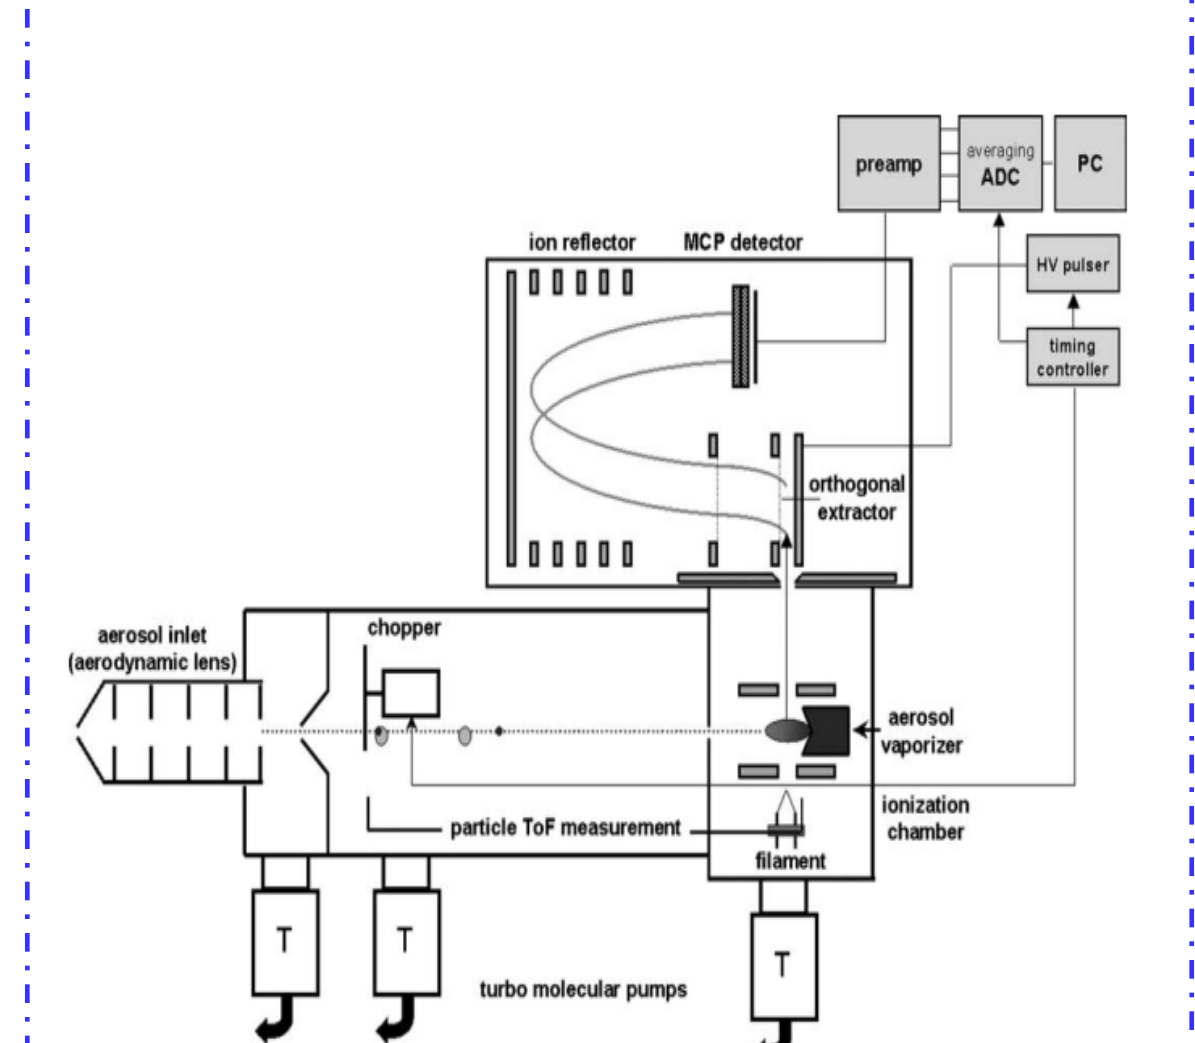 preamp
averaging
ADC
PC
ion reflector
MCP detector
HV pulser
timing
controller
orthogonal
extractor
aerosol inlet
(aerodynamic lens)
chopper
aerosol
vaporizer
particle ToF measurement
ionization
chamber
filament
T
T
T
turbo molecular pumps